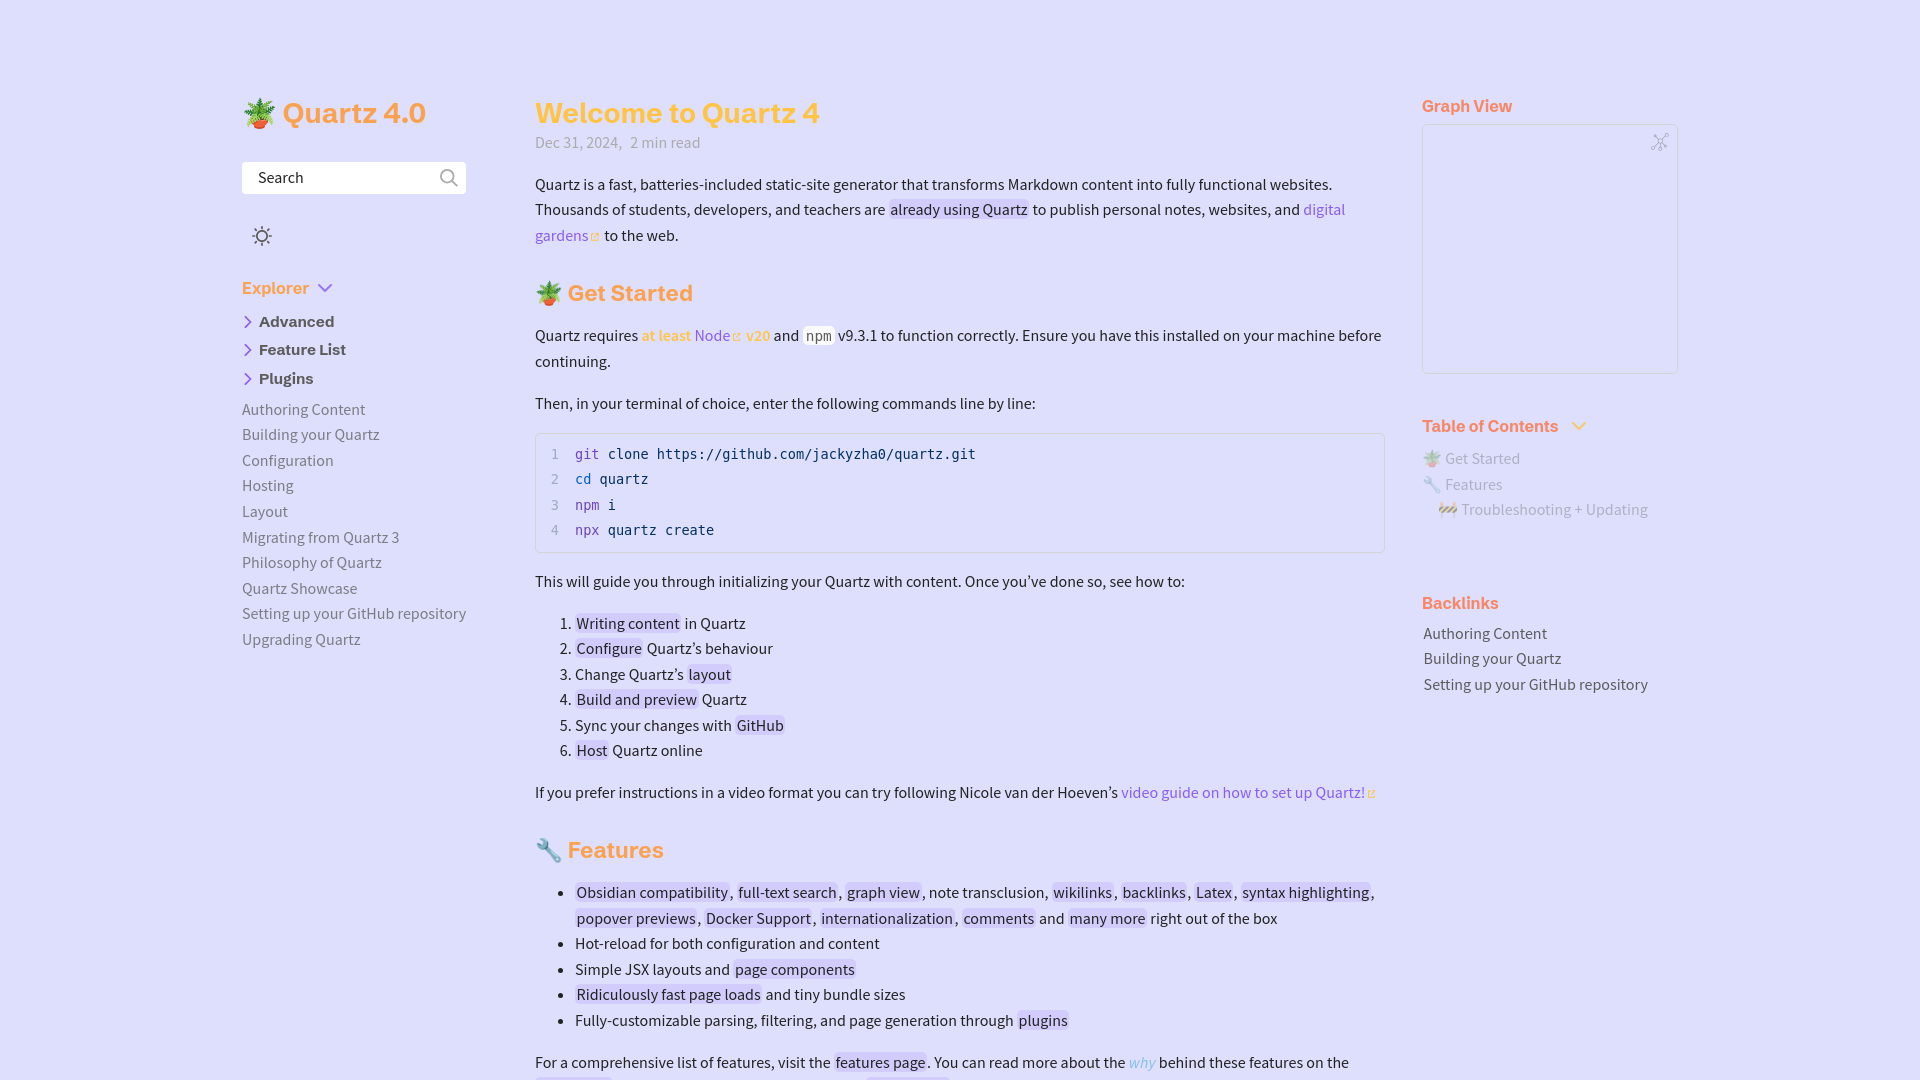 🪴 Quartz 4.0
Search
Explorer
Advanced
Feature List
Plugins
Authoring Content
Building your Quartz
Configuration
Hosting
Layout
Migrating from Quartz 3
Philosophy of Quartz
Quartz Showcase
Setting up your GitHub repository
Upgrading Quartz
Welcome to Quartz 4
Dec 31, 2024, 2 min read
Quartz is a fast, batteries-included static-site generator that transforms Markdown content into fully functional websites.
Thousands of students, developers, and teachers are already using Quartz to publish personal notes, websites, and digital
gardens to the web.
🪴 Get Started
Quartz requires at least Node v20 and npm v9.3.1 to function correctly. Ensure you have this installed on your machine before
continuing.
Then, in your terminal of choice, enter the following commands line by line:
1 git clone https://github.com/jackyzha0/quartz.git
2 cd quartz
3 npm i
4 npx quartz create
This will guide you through initializing your Quartz with content. Once you’ve done so, see how to:
1. Writing content in Quartz
2. Configure Quartz’s behaviour
3. Change Quartz’s layout
4. Build and preview Quartz
5. Sync your changes with GitHub
6. Host Quartz online
If you prefer instructions in a video format you can try following Nicole van der Hoeven’s video guide on how to set up Quartz!
🔧 Features
• Obsidian compatibility, full-text search, graph view, note transclusion, wikilinks, backlinks, Latex, syntax highlighting,
popover previews, Docker Support, internationalization, comments and many more right out of the box
• Hot-reload for both configuration and content
• Simple JSX layouts and page components
• Ridiculously fast page loads and tiny bundle sizes
• Fully-customizable parsing, filtering, and page generation through plugins
For a comprehensive list of features, visit the features page. You can read more about the why behind these features on the
Graph View
Table of Contents
🪴 Get Started
🔧 Features
🚧 Troubleshooting + Updating
Backlinks
Authoring Content
Building your Quartz
Setting up your GitHub repository